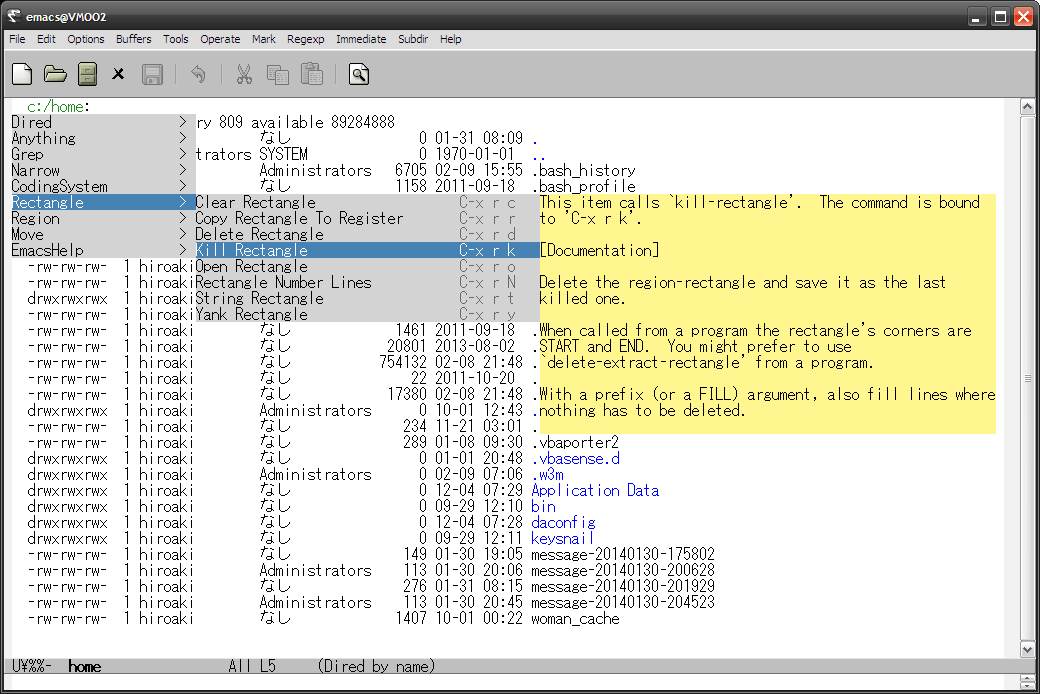 emacs@VM002
File Edit Options Buffers Tools Operate Mark Regexp Immediate Subdir Help
c:/home:
Dired > ry 809 available 89284888
Anything > なし 0 01-31 08:09 .
Grep > trators SYSTEM 0 1970-01-01 ..
Narrow > Administrators 6705 02-09 15:55 .bash_history
CodingSystem > なし 1158 2011-09-18 .bash_profile
Rectangle > Clear Rectangle C-x r c This item calls `kill-rectangle'. The command is bound
Region > Copy Rectangle To Register C-x r r to 'C-x r k'.
Move > Delete Rectangle C-x r d
EmacsHelp > Kill Rectangle C-x r k [Documentation]
-rw-rw-rw- 1 hiroaki Open Rectangle C-x r o
-rw-rw-rw- 1 hiroaki Rectangle Number Lines C-x r N Delete the region-rectangle and save it as the last
drwxrwxrwx 1 hiroaki String Rectangle C-x r t killed one.
-rw-rw-rw- 1 hiroaki Yank Rectangle C-x r y
-rw-rw-rw- 1 hiroaki なし 1461 2011-09-18 .When called from a program the rectangle's corners are
-rw-rw-rw- 1 hiroaki なし 20801 2013-08-02 .START and END. You might prefer to use
-rw-rw-rw- 1 hiroaki なし 754132 02-08 21:48 .`delete-extract-rectangle' from a program.
-rw-rw-rw- 1 hiroaki なし 22 2011-10-20 .
-rw-rw-rw- 1 hiroaki なし 17380 02-08 21:48 .With a prefix (or a FILL) argument, also fill lines where
drwxrwxrwx 1 hiroaki Administrators 0 10-01 12:43 .nothing has to be deleted.
-rw-rw-rw- 1 hiroaki なし 234 11-21 03:01 .
-rw-rw-rw- 1 hiroaki なし 289 01-08 09:30 .vbaporter2
drwxrwxrwx 1 hiroaki なし 0 01-01 20:48 .vbasense.d
drwxrwxrwx 1 hiroaki Administrators 0 02-09 07:06 .w3m
drwxrwxrwx 1 hiroaki なし 0 12-04 07:29 Application Data
drwxrwxrwx 1 hiroaki なし 0 09-29 12:10 bin
drwxrwxrwx 1 hiroaki なし 0 12-04 07:28 daconfig
drwxrwxrwx 1 hiroaki なし 0 09-29 12:11 keysnail
-rw-rw-rw- 1 hiroaki なし 149 01-30 19:05 message-20140130-175802
-rw-rw-rw- 1 hiroaki Administrators 113 01-30 20:06 message-20140130-200628
-rw-rw-rw- 1 hiroaki なし 276 01-31 08:15 message-20140130-201929
-rw-rw-rw- 1 hiroaki Administrators 113 01-30 20:45 message-20140130-204523
-rw-rw-rw- 1 hiroaki なし 1407 10-01 00:22 woman_cache
U¥%%- home All L5 (Dired by name)